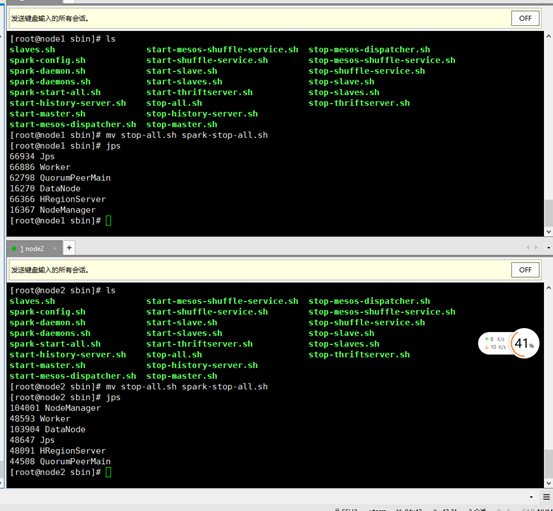 发送键盘输入的所有会话。 OFF
[root@node1 sbin]# ls
slaves.sh start-mesos-shuffle-service.sh stop-mesos-dispatcher.sh
spark-config.sh start-shuffle-service.sh stop-mesos-shuffle-service.sh
spark-daemon.sh start-slave.sh stop-shuffle-service.sh
spark-daemons.sh start-slaves.sh stop-slave.sh
spark-start-all.sh start-thriftserver.sh stop-slaves.sh
start-history-server.sh stop-all.sh stop-thriftserver.sh
start-master.sh stop-history-server.sh
start-mesos-dispatcher.sh stop-master.sh
[root@node1 sbin]# mv stop-all.sh spark-stop-all.sh
[root@node1 sbin]# jps
66934 Jps
66886 Worker
62798 QuorumPeerMain
16270 DataNode
66366 HRegionServer
16367 NodeManager
[root@node1 sbin]#
1 node2 × +
发送键盘输入的所有会话。 OFF
[root@node2 sbin]# ls
slaves.sh start-mesos-shuffle-service.sh stop-mesos-dispatcher.sh
spark-config.sh start-shuffle-service.sh stop-mesos-shuffle-service.sh
spark-daemon.sh start-slave.sh stop-shuffle-service.sh
spark-daemons.sh start-slaves.sh stop-slave.sh
spark-start-all.sh start-thriftserver.sh stop-slaves.sh
start-history-server.sh stop-all.sh stop-thriftserver.sh
start-master.sh stop-history-server.sh
start-mesos-dispatcher.sh stop-master.sh
[root@node2 sbin]# mv stop-all.sh spark-stop-all.sh
[root@node2 sbin]# jps
104001 NodeManager
48593 Worker
103904 DataNode
48647 Jps
48091 HRegionServer
44508 QuorumPeerMain
[root@node2 sbin]#
K/s
10 K/s
41%